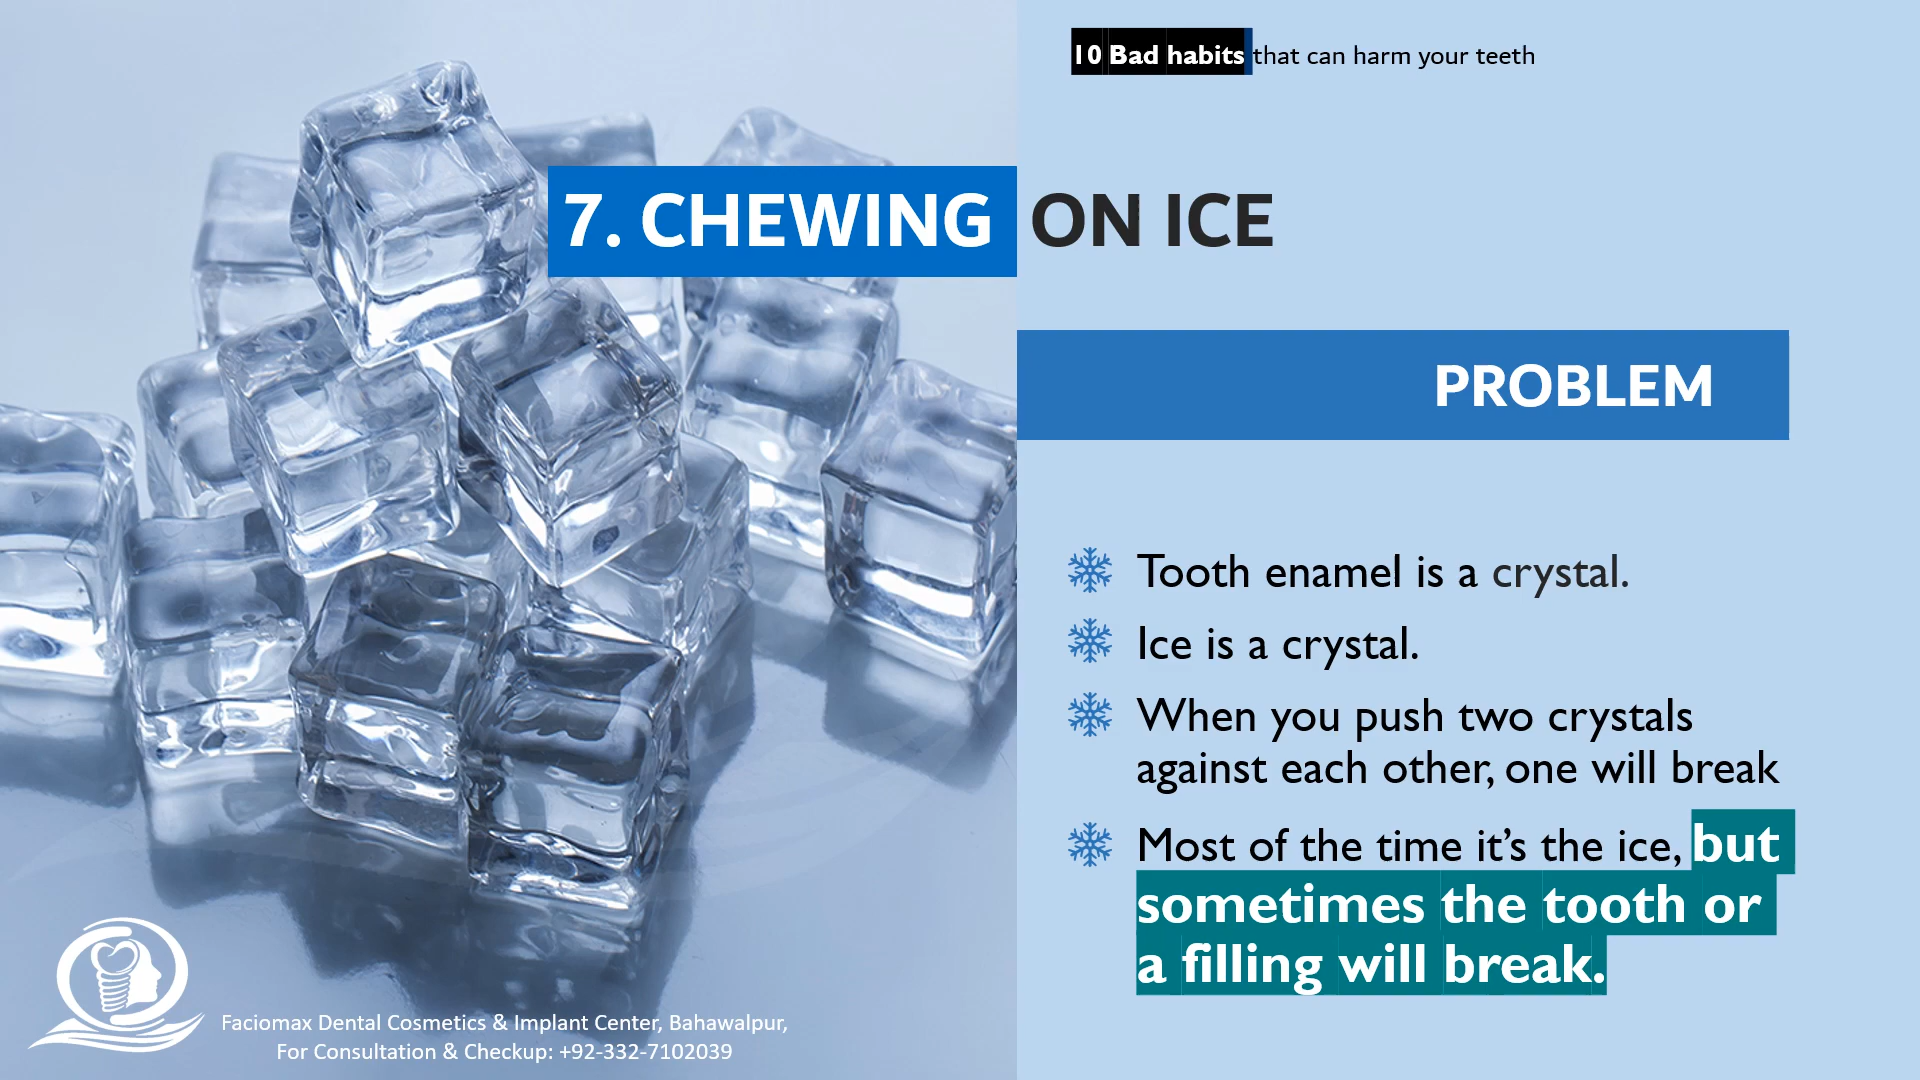 10 Bad habits that can harm your teeth
7. CHEWING ON ICE
PROBLEM
Tooth enamel is a crystal.
Ice is a crystal.
When you push two crystals
against each other, one will break
Most of the time it’s the ice, but
sometimes the tooth or
a filling will break.
Faciomax Dental Cosmetics & Implant Center, Bahawalpur,
For Consultation & Checkup: +92-332-7102039